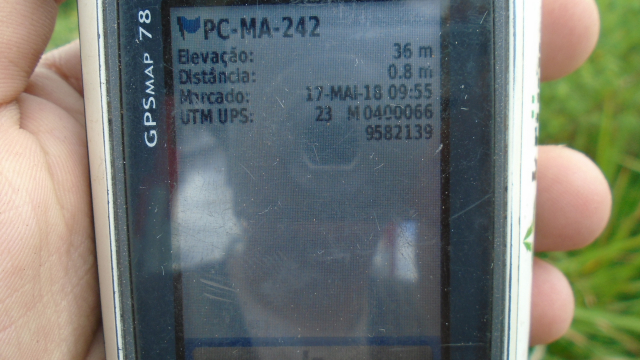 GPSMAP 78
PC-MA-242
Elevação: 36 m
Distância: 0.8 m
Marcado: 17-MAI-18 09:55
UTM UPS: 23 M 0400066
9582139